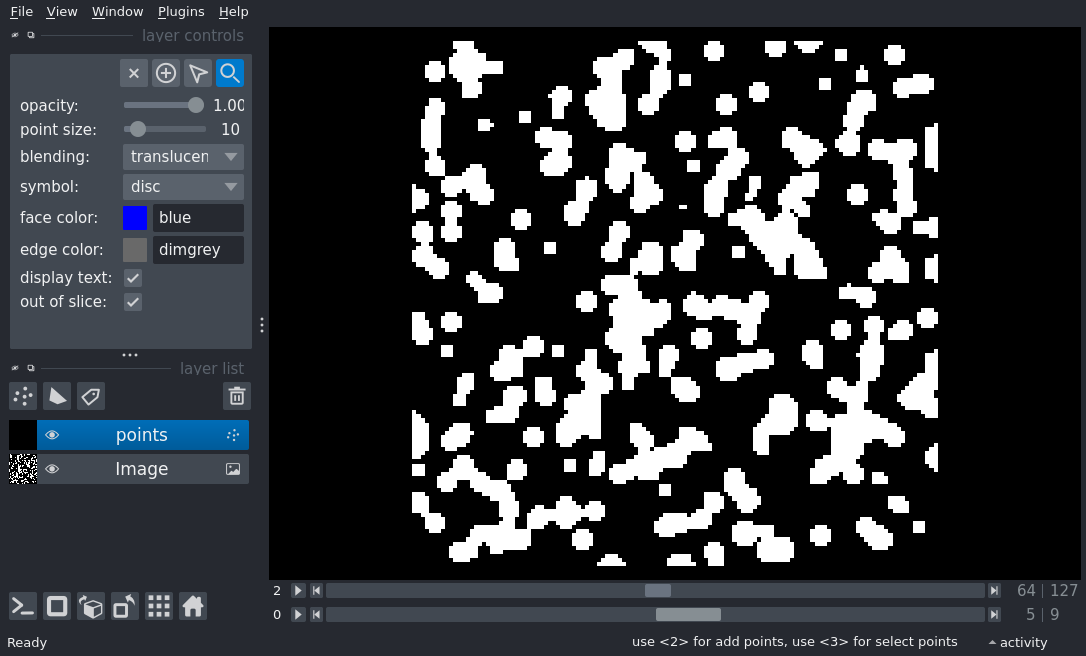 File View Window Plugins Help
layer controls
opacity: 1.00
point size: 10
blending: translucen
symbol: disc
face color: blue
edge color: dimgrey
display text:
out of slice:
layer list
points
Image
2 64 | 127
0 5 | 9
Ready use <2> for add points, use <3> for select points activity